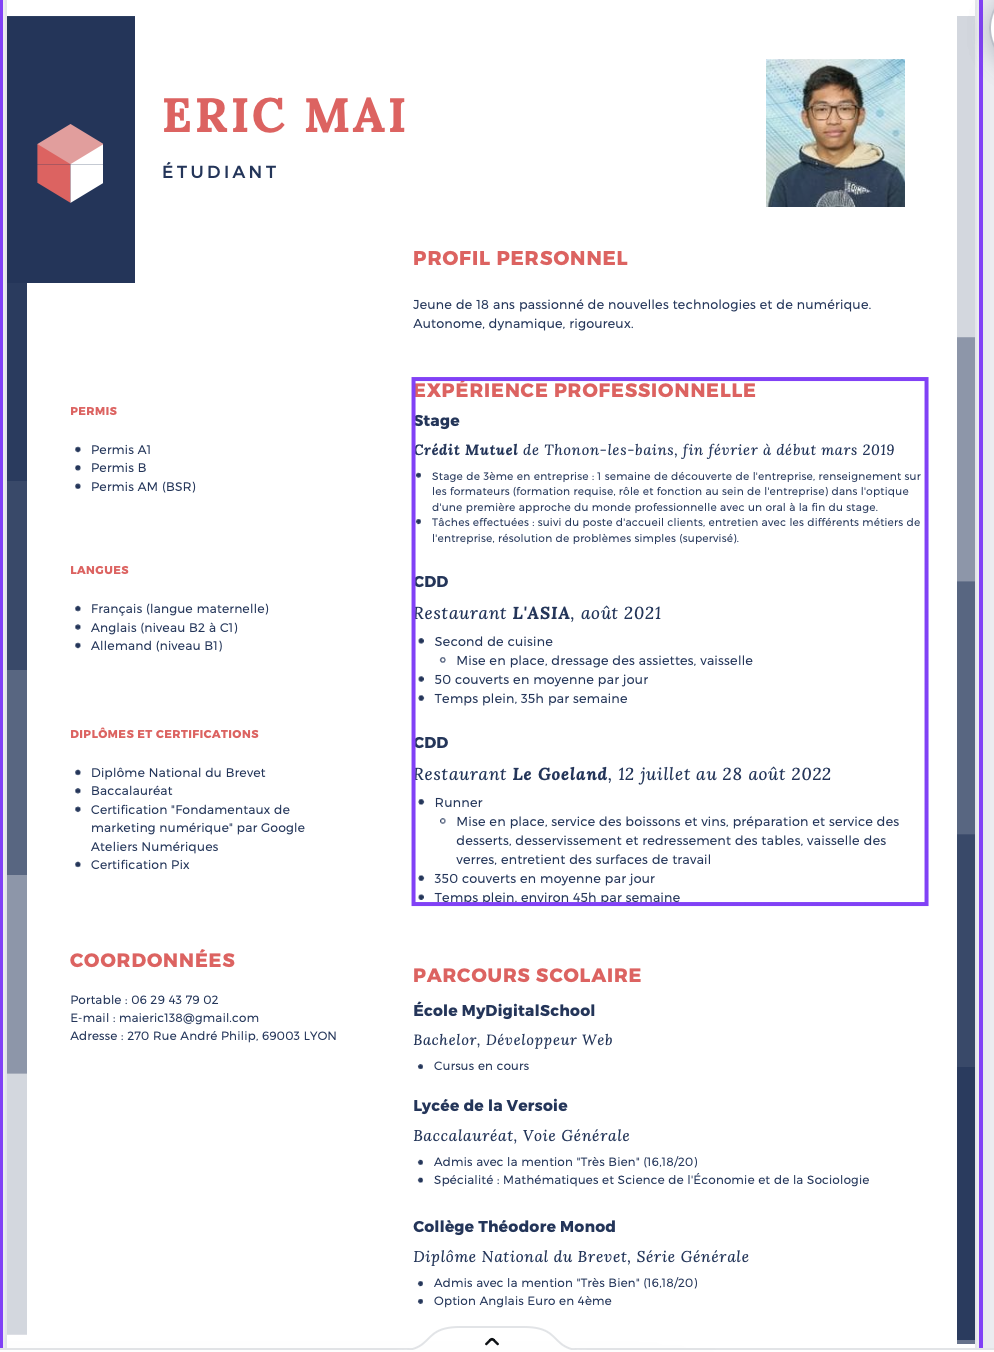 ERIC MAI
ÉTUDIANT
PROFIL PERSONNEL
Jeune de 18 ans passionné de nouvelles technologies et de numérique.
Autonome, dynamique, rigoureux.
PERMIS
Permis A1
Permis B
Permis AM (BSR)
LANGUES
Français (langue maternelle)
Anglais (niveau B2 à C1)
Allemand (niveau B1)
DIPLÔMES ET CERTIFICATIONS
Diplôme National du Brevet
Baccalauréat
Certification "Fondamentaux de
marketing numérique" par Google
Ateliers Numériques
Certification Pix
COORDONNÉES
Portable : 06 29 43 79 02
E-mail : maieric138@gmail.com
Adresse : 270 Rue André Philip, 69003 LYON
EXPÉRIENCE PROFESSIONNELLE
Stage
Crédit Mutuel de Thonon-les-bains, fin février à début mars 2019
Stage de 3ème en entreprise : 1 semaine de découverte de l'entreprise, renseignement sur
les formateurs (formation requise, rôle et fonction au sein de l'entreprise) dans l'optique
d'une première approche du monde professionnelle avec un oral à la fin du stage.
Tâches effectuées : suivi du poste d'accueil clients, entretien avec les différents métiers de
l'entreprise, résolution de problèmes simples (supervisé).
CDD
Restaurant L'ASIA, août 2021
Second de cuisine
Mise en place, dressage des assiettes, vaisselle
50 couverts en moyenne par jour
Temps plein, 35h par semaine
CDD
Restaurant Le Goeland, 12 juillet au 28 août 2022
Runner
Mise en place, service des boissons et vins, préparation et service des
desserts, desservissement et redressement des tables, vaisselle des
verres, entretient des surfaces de travail
350 couverts en moyenne par jour
Temps plein, environ 45h par semaine
PARCOURS SCOLAIRE
École MyDigitalSchool
Bachelor, Développeur Web
Cursus en cours
Lycée de la Versoie
Baccalauréat, Voie Générale
Admis avec la mention "Très Bien" (16,18/20)
Spécialité : Mathématiques et Science de l'Économie et de la Sociologie
Collège Théodore Monod
Diplôme National du Brevet, Série Générale
Admis avec la mention "Très Bien" (16,18/20)
Option Anglais Euro en 4ème